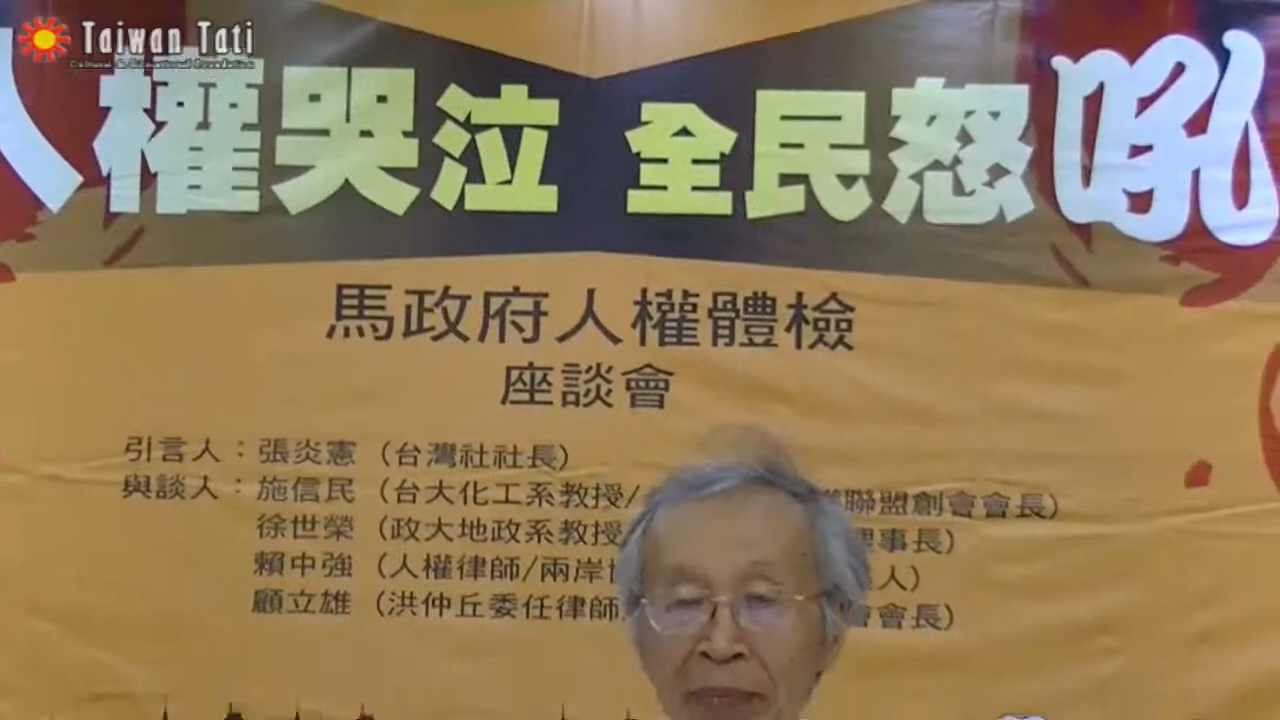 Taiwan Tati
Cultural & Educational Foundation
人權哭泣 全民怒吼
馬政府人權體檢
座談會
引言人：張炎憲（台灣社社長）
與談人：施信民（台大化工系教授/ 聯盟創會會長）
徐世榮（政大地政系教授 理事長）
賴中強（人權律師/兩岸 人）
顧立雄（洪仲丘委任律師 會會長）